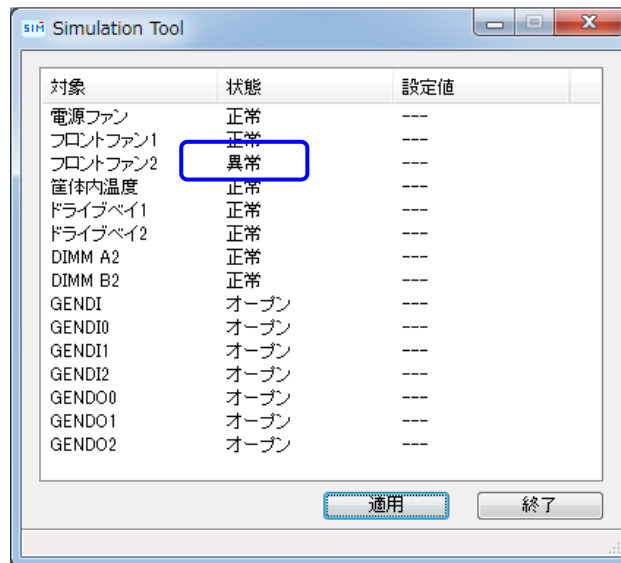 SIM Simulation Tool
対象 状態 設定値
電源ファン 正常 ---
フロントファン1 正常 ---
フロントファン2 異常 ---
筐体内温度 正常 ---
ドライブベイ1 正常 ---
ドライブベイ2 正常 ---
DIMM A2 正常 ---
DIMM B2 正常 ---
GENDI オープン ---
GENDI0 オープン ---
GENDI1 オープン ---
GENDI2 オープン ---
GENDO0 オープン ---
GENDO1 オープン ---
GENDO2 オープン ---
適用 終了